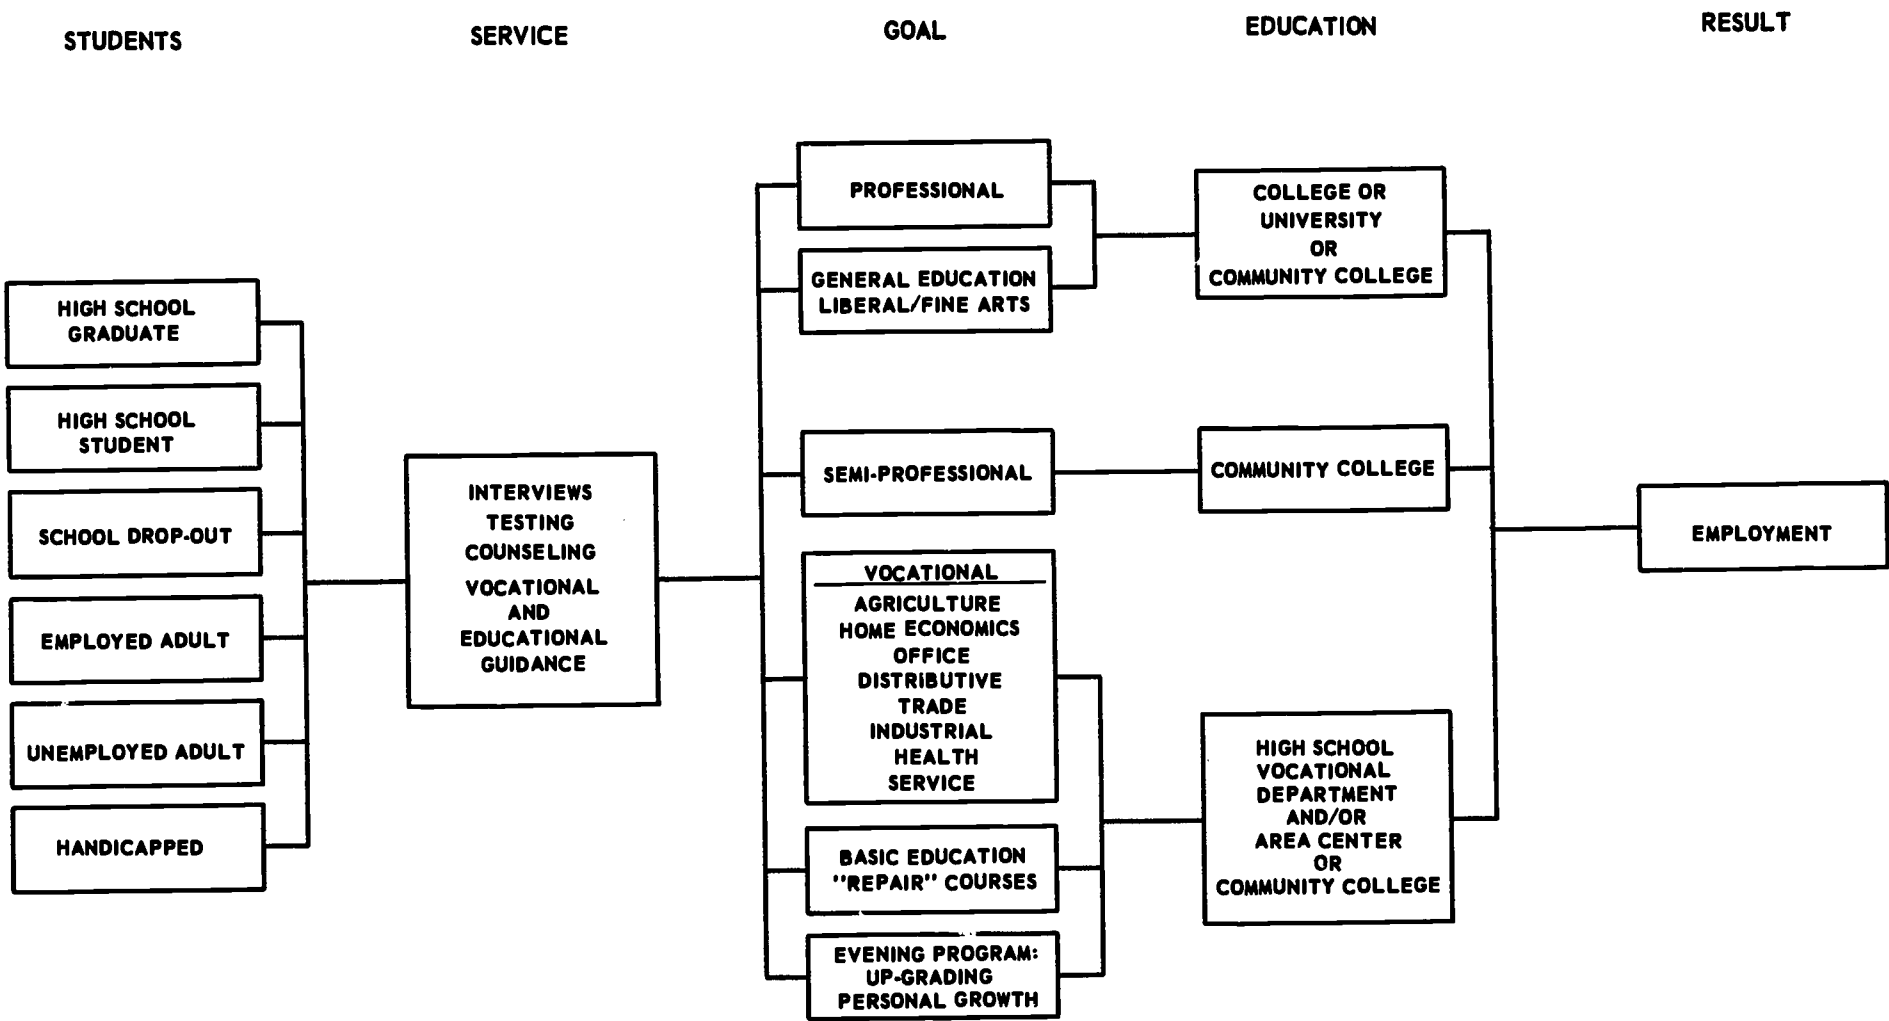 STUDENTS
SERVICE
GOAL
EDUCATION
RESULT
HIGH SCHOOL
GRADUATE
HIGH SCHOOL
STUDENT
SCHOOL DROP-OUT
EMPLOYED ADULT
UNEMPLOYED ADULT
HANDICAPPED
INTERVIEWS
TESTING
COUNSELING
VOCATIONAL
AND
EDUCATIONAL
GUIDANCE
PROFESSIONAL
GENERAL EDUCATION
LIBERAL/FINE ARTS
SEMI-PROFESSIONAL
VOCATIONAL
AGRICULTURE
HOME ECONOMICS
OFFICE
DISTRIBUTIVE
TRADE
INDUSTRIAL
HEALTH
SERVICE
BASIC EDUCATION
"REPAIR" COURSES
EVENING PROGRAM:
UP-GRADING
PERSONAL GROWTH
COLLEGE OR
UNIVERSITY
OR
COMMUNITY COLLEGE
COMMUNITY COLLEGE
HIGH SCHOOL
VOCATIONAL
DEPARTMENT
AND/OR
AREA CENTER
OR
COMMUNITY COLLEGE
EMPLOYMENT